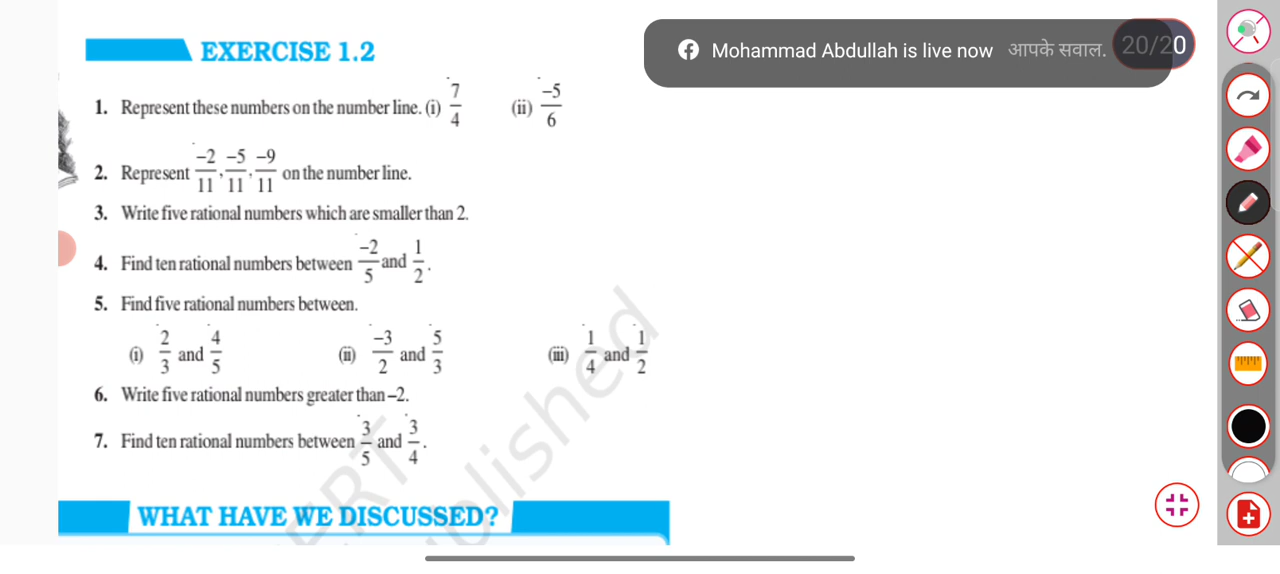 EXERCISE 1.2
Mohammad Abdullah is live now आपके सवाल.
20/20
1. Represent these numbers on the number line. (i) 7/4 (ii) -5/6
2. Represent -2/11, -5/11, -9/11 on the number line.
3. Write five rational numbers which are smaller than 2.
4. Find ten rational numbers between -2/5 and 1/2.
5. Find five rational numbers between.
(i) 2/3 and 4/5 (ii) -3/2 and 5/3 (iii) 1/4 and 1/2
6. Write five rational numbers greater than –2.
7. Find ten rational numbers between 3/5 and 3/4.
WHAT HAVE WE DISCUSSED?